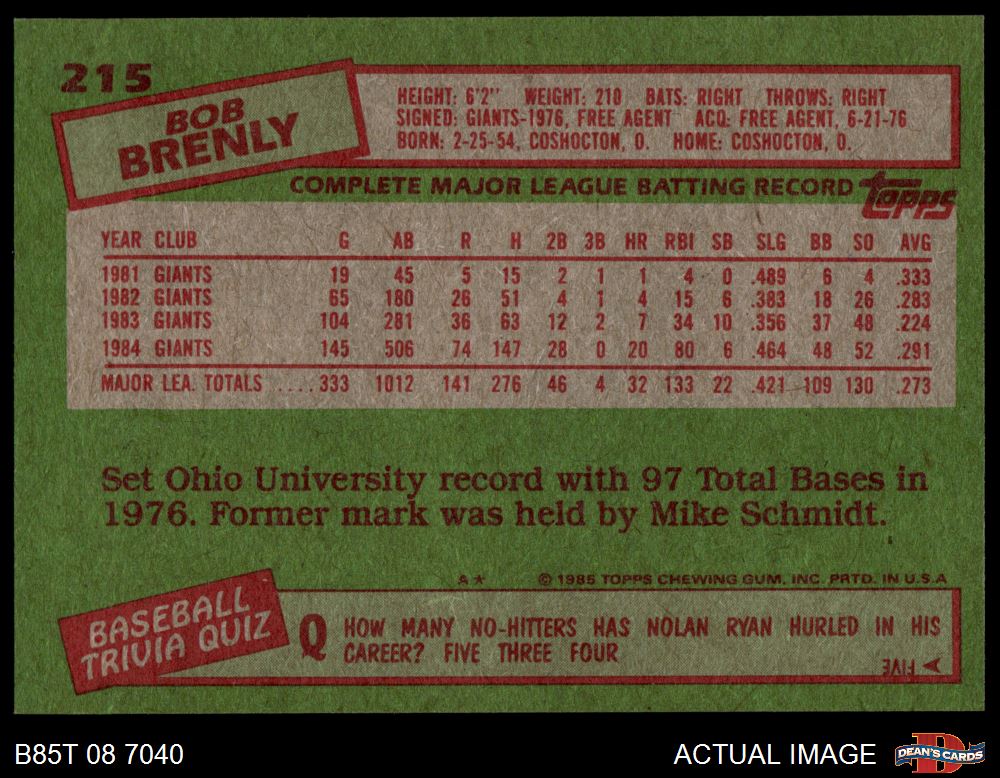 215
BOB
BRENLY
HEIGHT: 6'2" WEIGHT: 210 BATS: RIGHT THROWS: RIGHT
SIGNED: GIANTS-1976, FREE AGENT ACQ: FREE AGENT, 6-21-76
BORN: 2-25-54, COSHOCTON, O. HOME: COSHOCTON, O.
COMPLETE MAJOR LEAGUE BATTING RECORD topps
YEAR CLUB G AB R H 2B 3B HR RBI SB SLG BB SO AVG
1981 GIANTS 19 45 5 15 2 1 1 4 0 .489 6 4 .333
1982 GIANTS 65 180 26 51 4 1 4 15 6 .383 18 26 .283
1983 GIANTS 104 281 36 63 12 2 7 34 10 .356 37 48 .224
1984 GIANTS 145 506 74 147 28 0 20 80 6 .464 48 52 .291
MAJOR LEA. TOTALS .....333 1012 141 276 46 4 32 133 22 .421 109 130 .273
Set Ohio University record with 97 Total Bases in
1976. Former mark was held by Mike Schmidt.
A* © 1985 TOPPS CHEWING GUM, INC. PRTD. IN U.S.A
BASEBALL
TRIVIA QUIZ
Q HOW MANY NO-HITTERS HAS NOLAN RYAN HURLED IN HIS
CAREER? FIVE THREE FOUR
A FIVE
B85T 08 7040 ACTUAL IMAGE DEAN'S CARDS